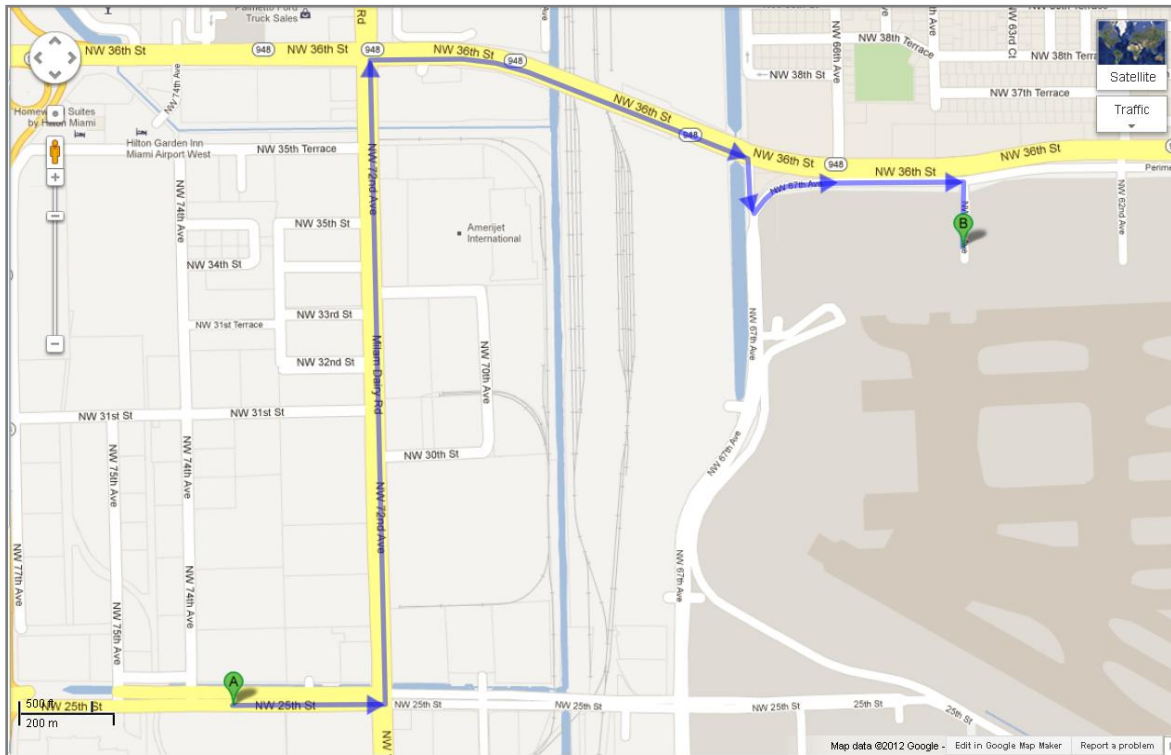 Palmetto Ford
Truck Sales
Rd
NW 66th Ave
NW 38th Terrace
NW 63rd Ct
NW 38th Terr
NW 38th St
NW 37th Terrace
Satellite
Traffic
NW 36th St
948
NW 36th St
948
NW 36th St
948
NW 36th St
948
NW 36th St
948
NW 36th St
NW 36th St
NW 74th Ave
Hilton Garden Inn
Miami Airport West
NW 35th Terrace
NW 72nd Ave
NW 67th Ave
Perime
NW 62nd Ave
NW 74th Ave
NW 35th St
Amerijet
International
B
NW 34th St
NW 33rd St
NW 31st Terrace
NW 32nd St
Milam Dairy Rd
NW 70th Ave
NW 67th Ave
NW 31st St
NW 31st St
NW 30th St
NW 67th Ave
NW 75th Ave
NW 74th Ave
NW 72nd Ave
NW 77th Ave
NW 74th Ave
NW 67th Ave
NW 75th Ave
A
500 ft
NW 25th St
NW 25th St
NW 25th St
NW 25th St
NW 25th St
25th St
25th St
200 m
NW
Map data ©2012 Google -
Edit in Google Map Maker
Report a problem